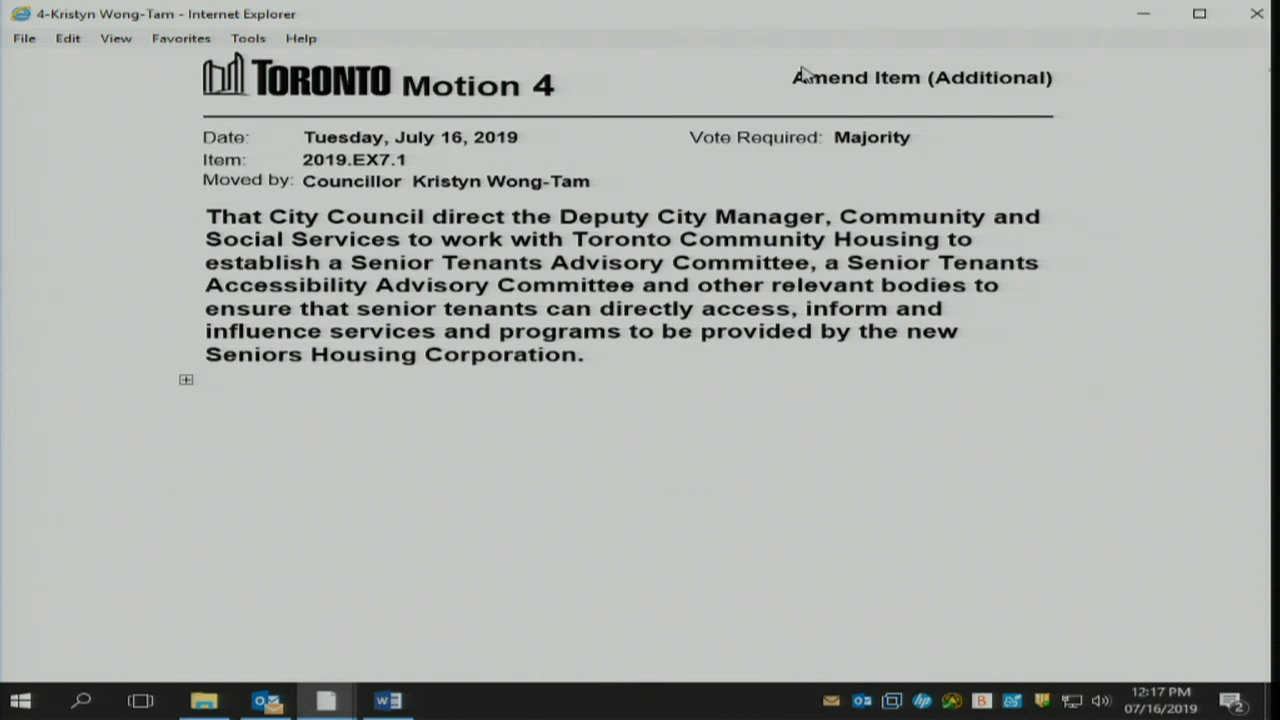 4-Kristyn Wong-Tam - Internet Explorer
File Edit View Favorites Tools Help
TORONTO Motion 4
Amend Item (Additional)
Date: Tuesday, July 16, 2019 Vote Required: Majority
Item: 2019.EX7.1
Moved by: Councillor Kristyn Wong-Tam
That City Council direct the Deputy City Manager, Community and
Social Services to work with Toronto Community Housing to
establish a Senior Tenants Advisory Committee, a Senior Tenants
Accessibility Advisory Committee and other relevant bodies to
ensure that senior tenants can directly access, inform and
influence services and programs to be provided by the new
Seniors Housing Corporation.
12:17 PM
07/16/2019
2